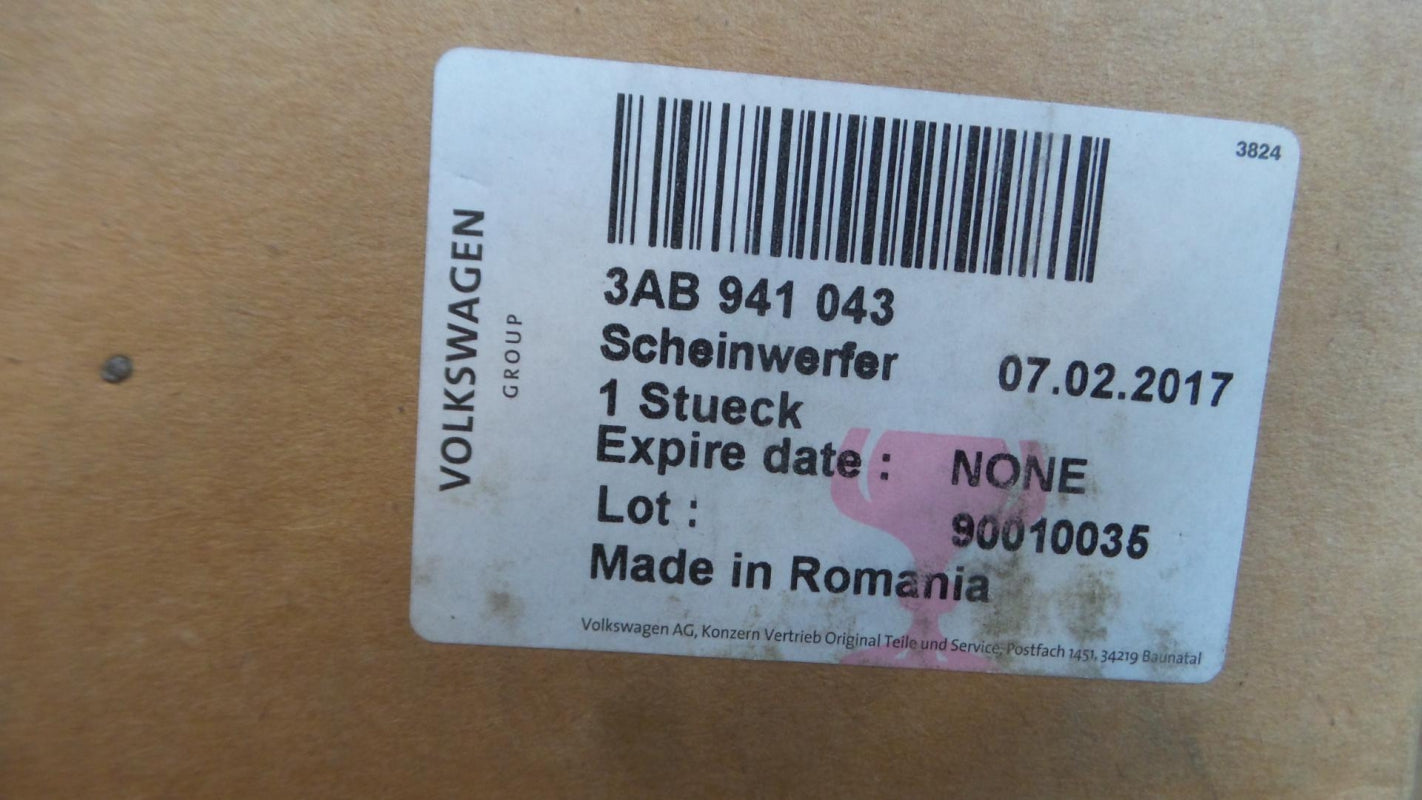 VOLKSWAGEN
GROUP
3824
3AB 941 043
Scheinwerfer
07.02.2017
1 Stueck
Expire date : NONE
Lot : 90010035
Made in Romania
Volkswagen AG, Konzern Vertrieb Original Teile und Service, Postfach 1451, 34219 Baunatal